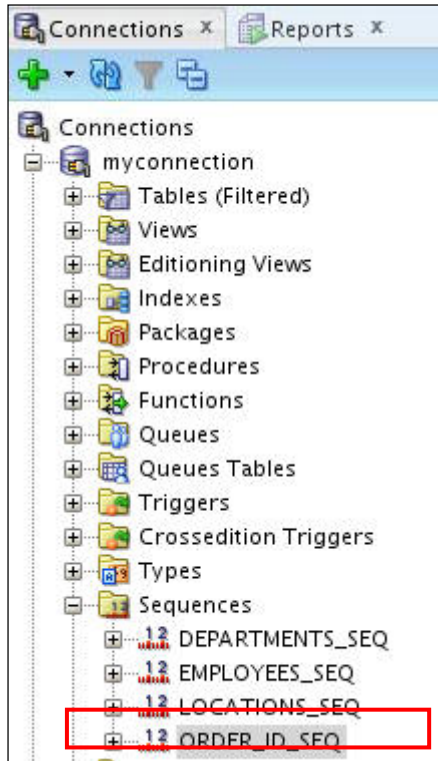 Connections x Reports x
Connections
myconnection
Tables (Filtered)
Views
Editioning Views
Indexes
Packages
Procedures
Functions
Queues
Queues Tables
Triggers
Crossedition Triggers
Types
Sequences
DEPARTMENTS_SEQ
EMPLOYEES_SEQ
LOCATIONS_SEQ
ORDER_ID_SEQ